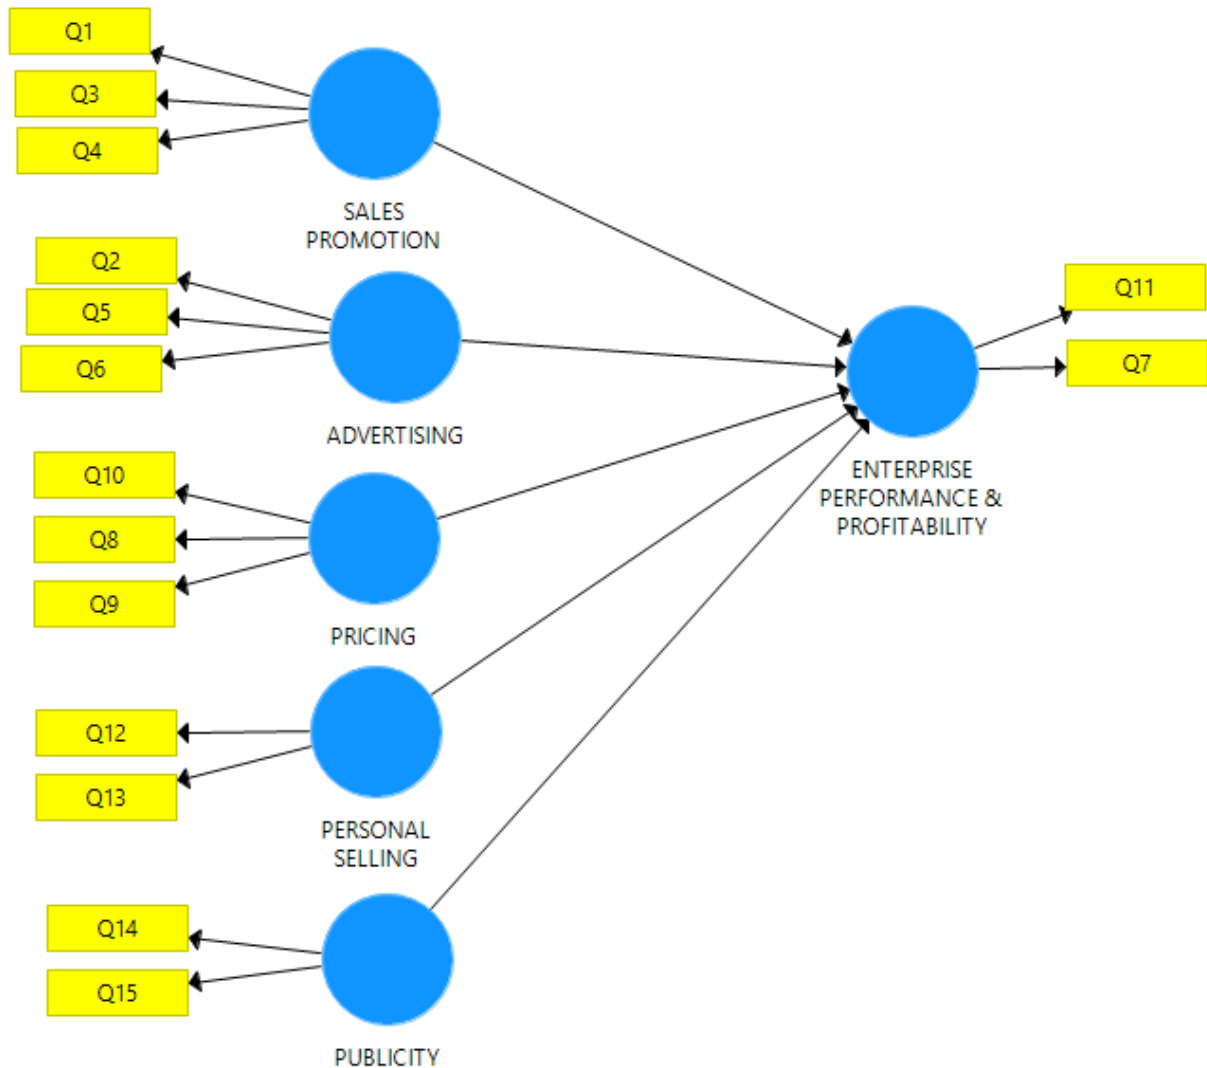 Q1
Q3
Q4
SALES
PROMOTION
Q2
Q5
Q6
ADVERTISING
Q10
Q8
Q9
PRICING
Q12
Q13
PERSONAL
SELLING
Q14
Q15
PUBLICITY
Q11
Q7
ENTERPRISE
PERFORMANCE &
PROFITABILITY